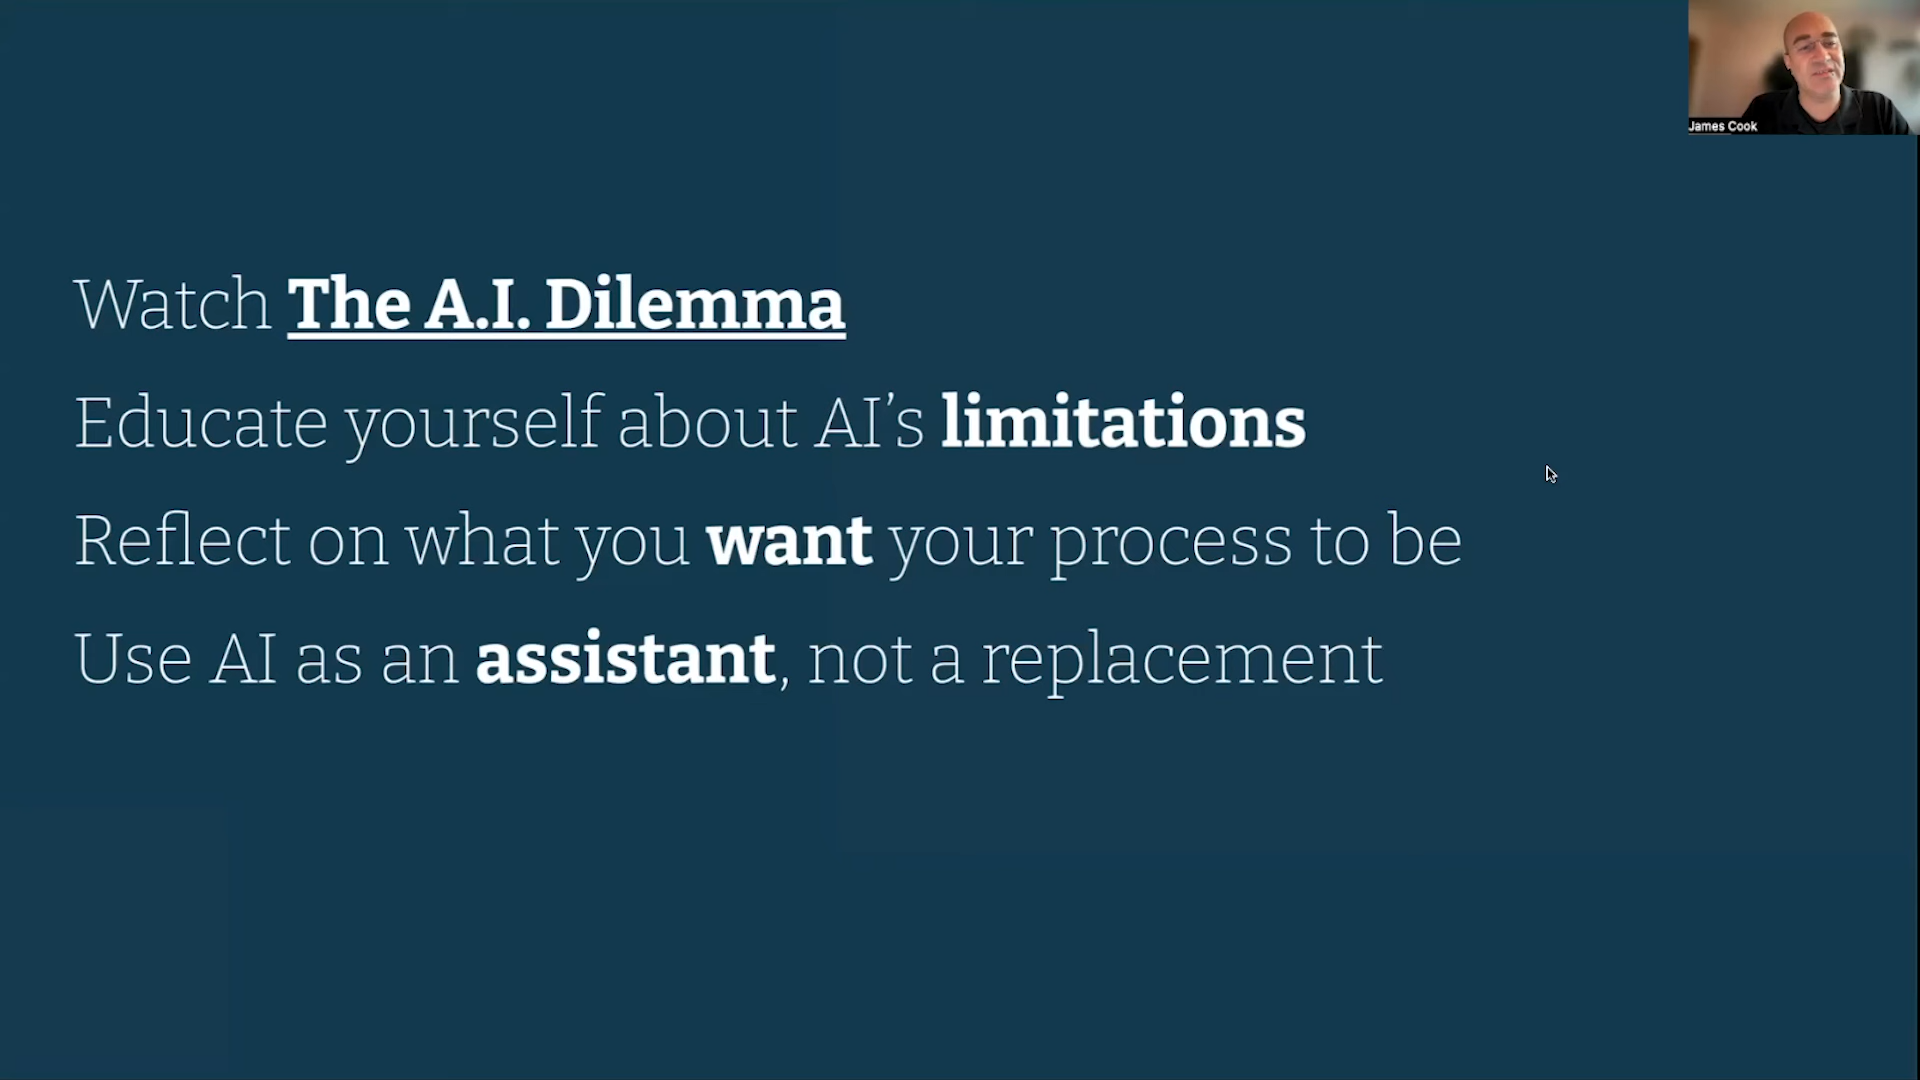 James Cook
Watch The A.I. Dilemma
Educate yourself about AI’s limitations
Reflect on what you want your process to be
Use AI as an assistant, not a replacement